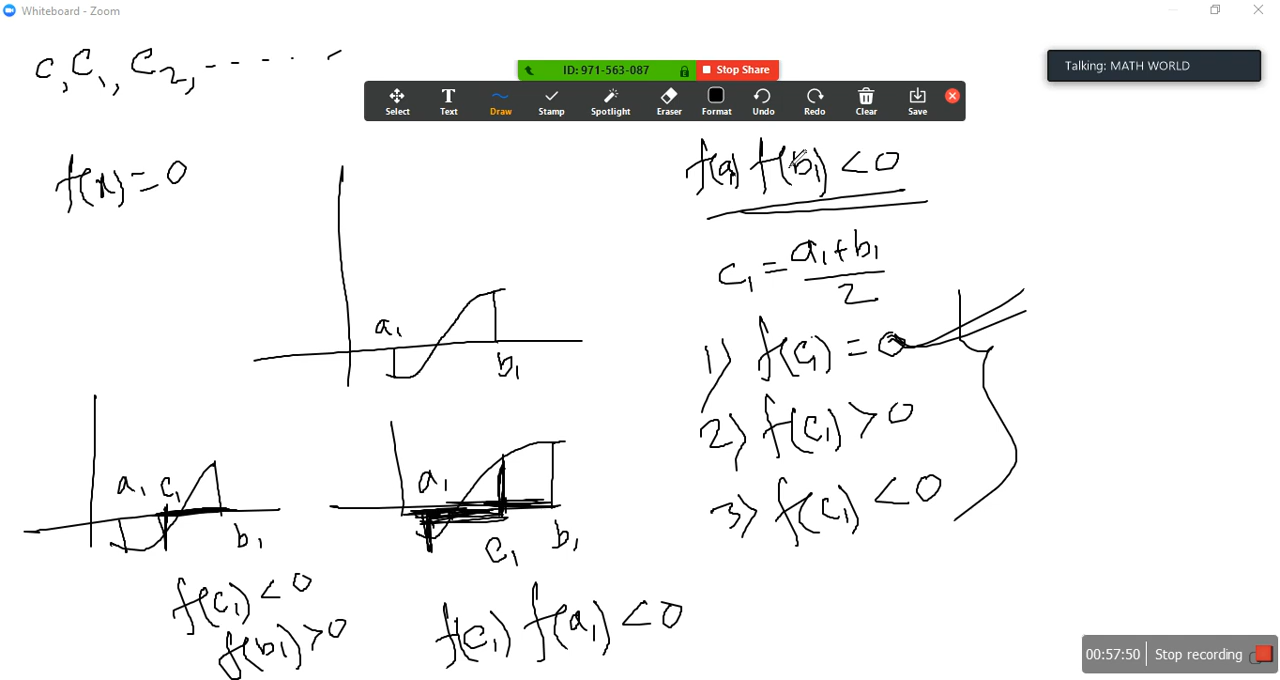 Whiteboard - Zoom
C, C₁, C₂, ------
ID: 971-563-087 Stop Share
Talking: MATH WORLD
Select Text Draw Stamp Spotlight Eraser Format Undo Redo Clear Save
f(x) = 0
f(a₁) f(b₁) < 0
c₁ = (a₁+b₁)/2
a₁
b₁
1) f(c₁) = 0
2) f(c₁) > 0
3) f(c₁) < 0
a₁ c₁
b₁
a₁
c₁ b₁
f(c₁) < 0
f(b₁) > 0
f(c₁) f(a₁) < 0
00:57:50 Stop recording